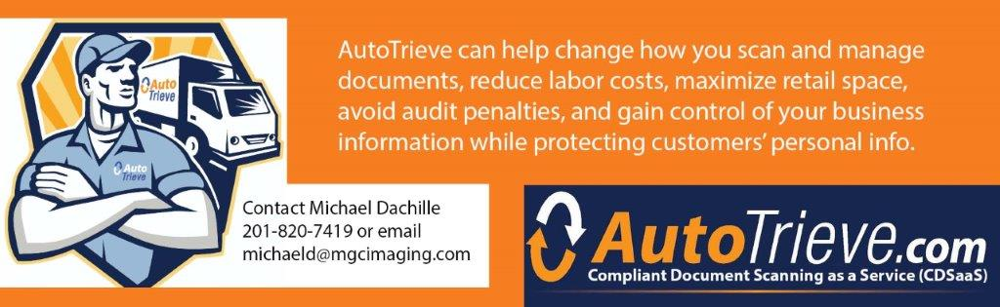 Auto
Trieve
Auto
Trieve
AutoTrieve can help change how you scan and manage
documents, reduce labor costs, maximize retail space,
avoid audit penalties, and gain control of your business
information while protecting customers’ personal info.
Contact Michael Dachille
201-820-7419 or email
michaeld@mgcimaging.com
AutoTrieve.com
Compliant Document Scanning as a Service (CDSaaS)